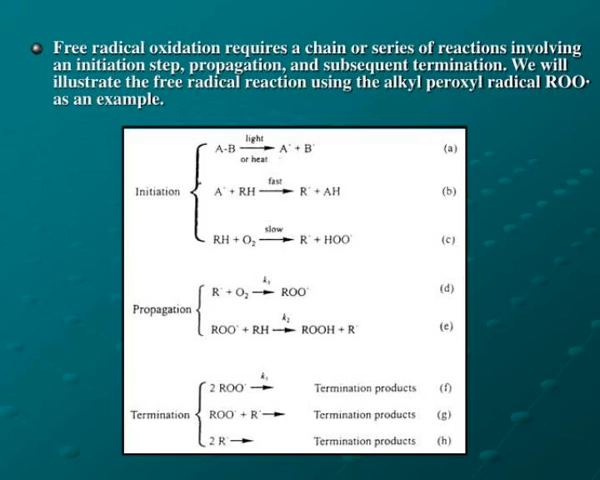 Free radical oxidation requires a chain or series of reactions involving
an initiation step, propagation, and subsequent termination. We will
illustrate the free radical reaction using the alkyl peroxyl radical ROO·
as an example.
light
A-B ⟶ A˙ + B˙ (a)
or heat
fast
Initiation A˙ + RH ⟶ R˙ + AH (b)
slow
RH + O₂ ⟶ R˙ + HOO˙ (c)
k₁
R˙ + O₂ ⟶ ROO˙ (d)
Propagation
k₂
ROO˙ + RH ⟶ ROOH + R˙ (e)
2 ROO˙ ⟶ Termination products (f)
Termination ROO˙ + R˙ ⟶ Termination products (g)
2 R˙ ⟶ Termination products (h)